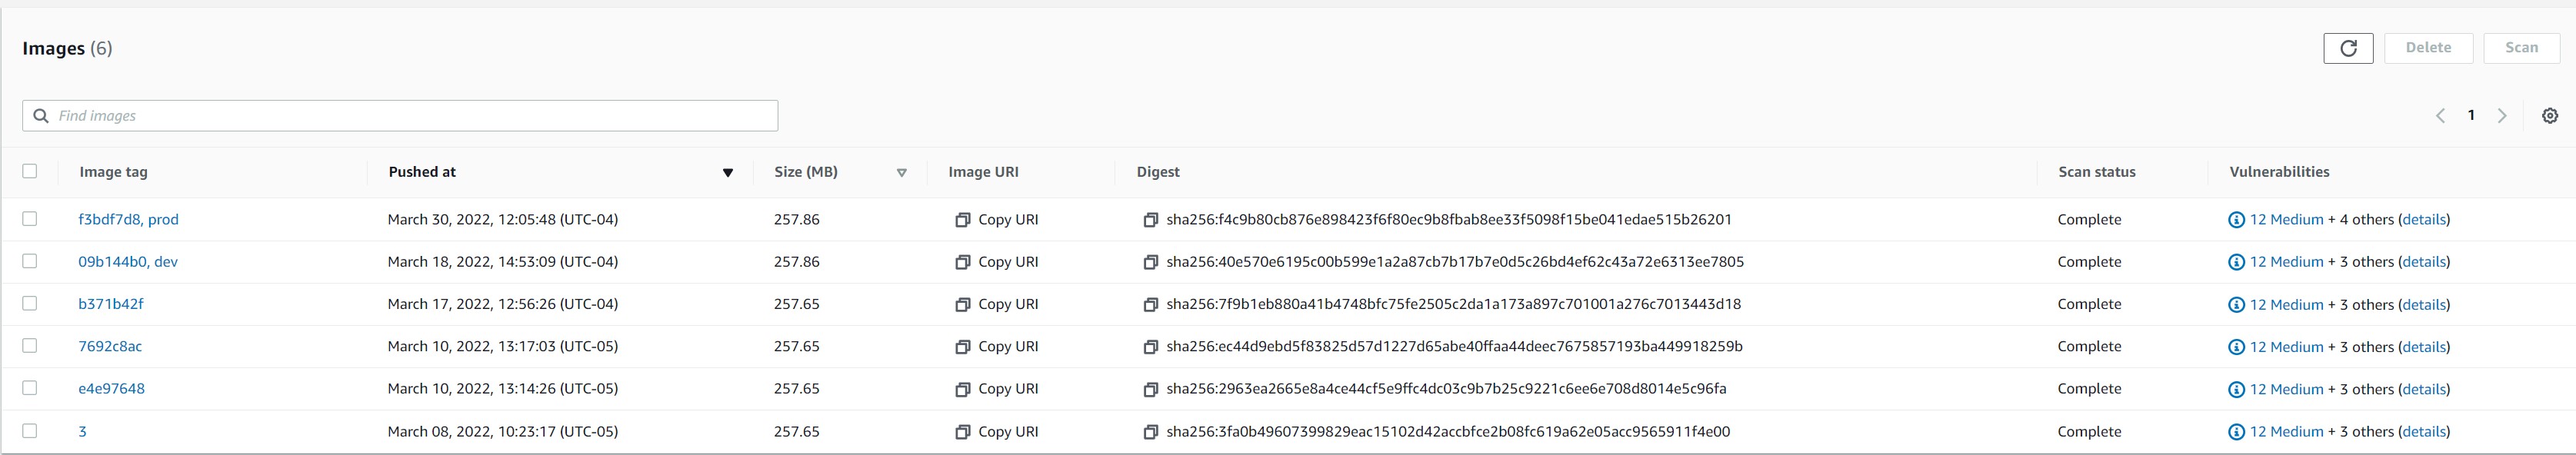 Images (6)
Delete Scan
Find images
1
Image tag Pushed at Size (MB) Image URI Digest Scan status Vulnerabilities
f3bdf7d8, prod March 30, 2022, 12:05:48 (UTC-04) 257.86 Copy URI sha256:f4c9b80cb876e898423f6f80ec9b8fbab8ee33f5098f15be041edae515b26201 Complete 12 Medium + 4 others (details)
09b144b0, dev March 18, 2022, 14:53:09 (UTC-04) 257.86 Copy URI sha256:40e570e6195c00b599e1a2a87cb7b17b7e0d5c26bd4ef62c43a72e6313ee7805 Complete 12 Medium + 3 others (details)
b371b42f March 17, 2022, 12:56:26 (UTC-04) 257.65 Copy URI sha256:7f9b1eb880a41b4748bfc75fe2505c2da1a173a897c701001a276c7013443d18 Complete 12 Medium + 3 others (details)
7692c8ac March 10, 2022, 13:17:03 (UTC-05) 257.65 Copy URI sha256:ec44d9ebd5f83825d57d1227d65abe40ffaa44deec7675857193ba449918259b Complete 12 Medium + 3 others (details)
e4e97648 March 10, 2022, 13:14:26 (UTC-05) 257.65 Copy URI sha256:2963ea2665e8a4ce44cf5e9ffc4dc03c9b7b25c9221c6ee6e708d8014e5c96fa Complete 12 Medium + 3 others (details)
3 March 08, 2022, 10:23:17 (UTC-05) 257.65 Copy URI sha256:3fa0b49607399829eac15102d42accbfce2b08fc619a62e05acc9565911f4e00 Complete 12 Medium + 3 others (details)